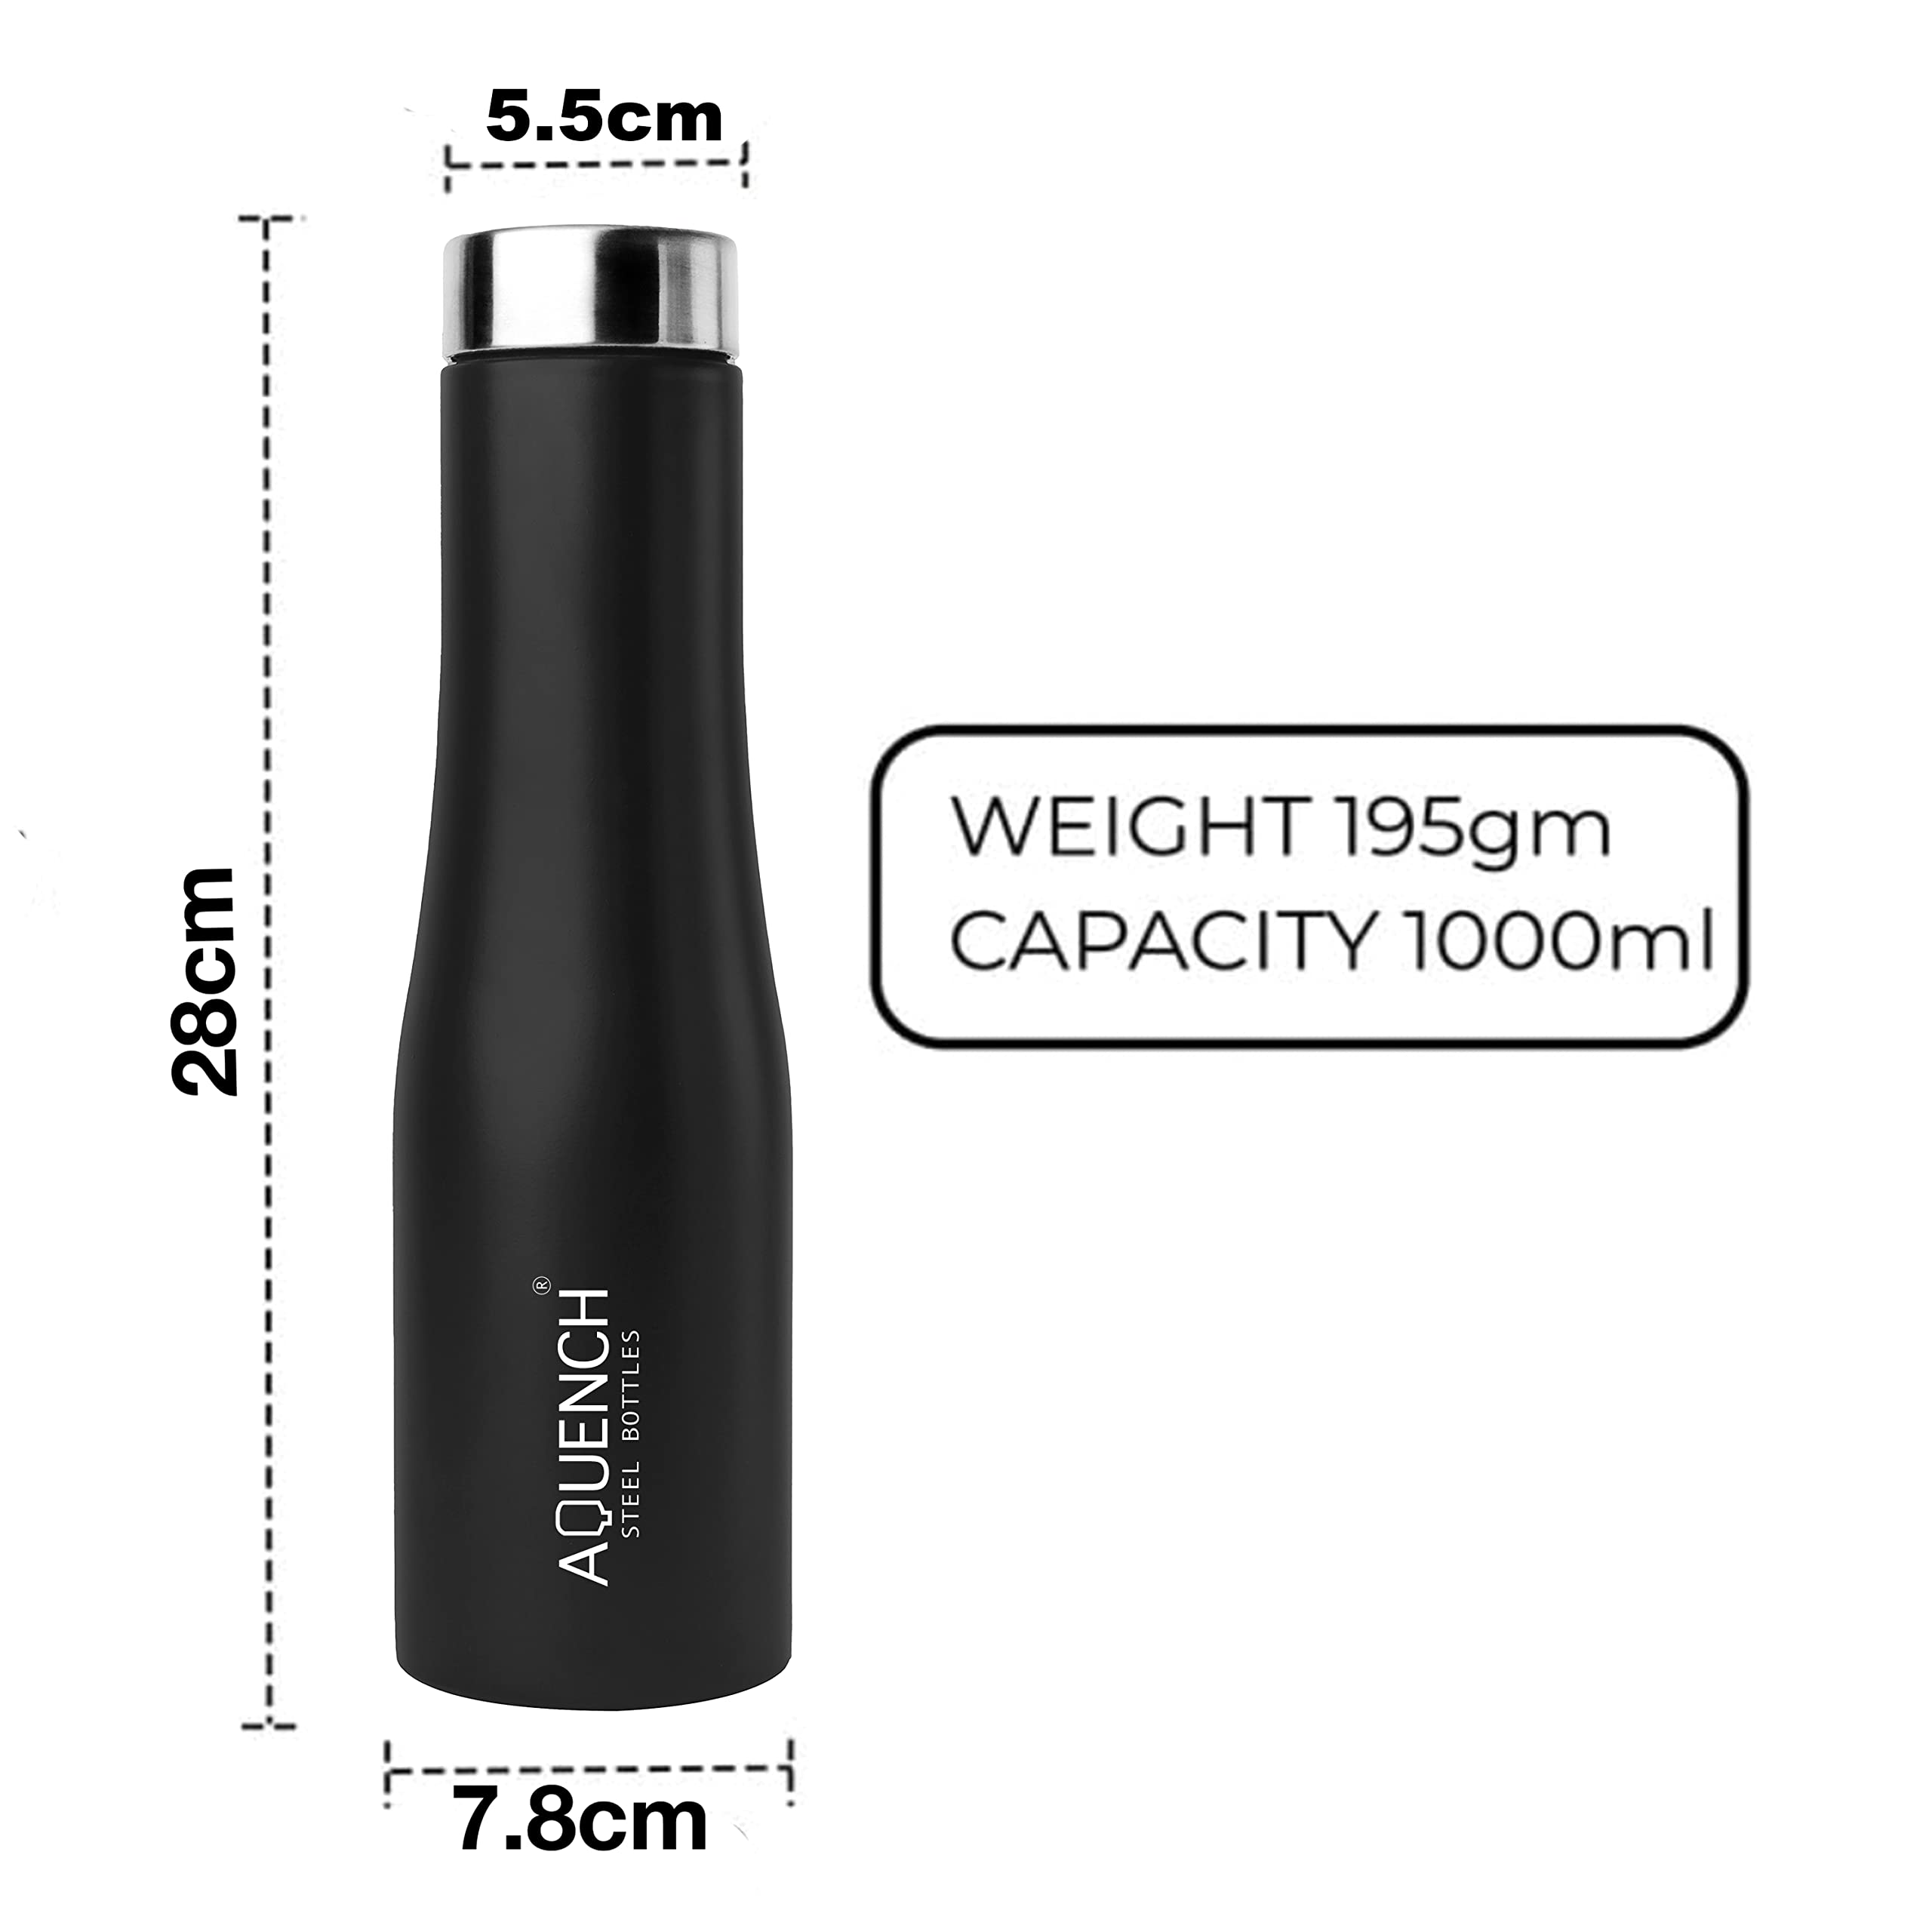 5.5cm
28cm
WEIGHT 195gm
CAPACITY 1000ml
AQUENCH®
STEEL BOTTLES
7.8cm